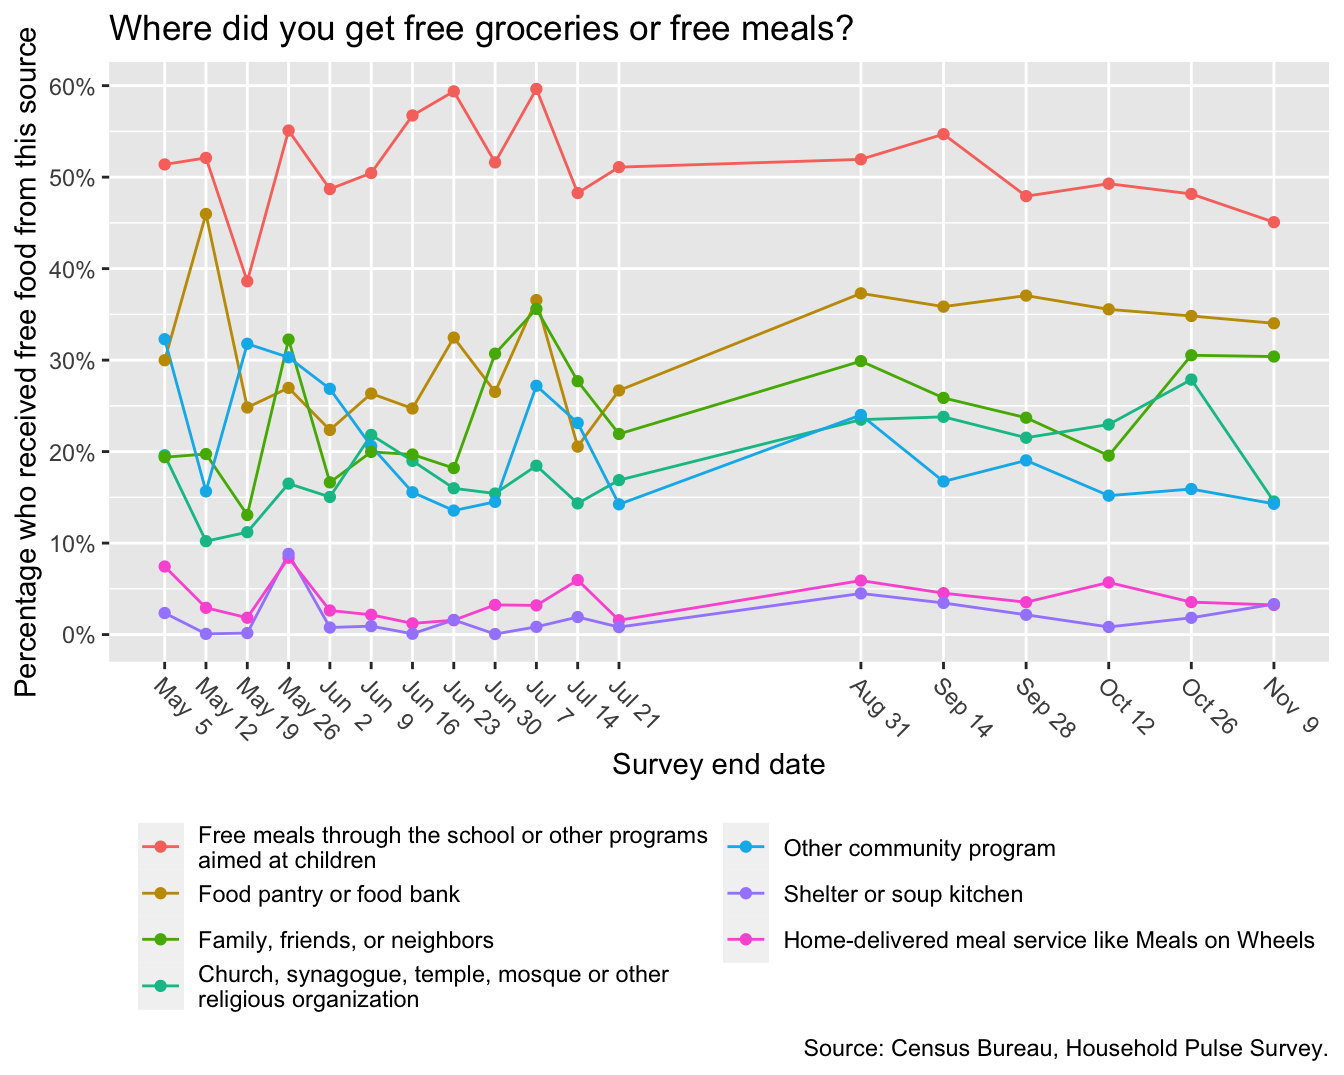 Where did you get free groceries or free meals?
Percentage who received free food from this source
60%
50%
40%
30%
20%
10%
0%
May 5
May 12
May 19
May 26
Jun 2
Jun 9
Jun 16
Jun 23
Jun 30
Jul 7
Jul 14
Jul 21
Aug 31
Sep 14
Sep 28
Oct 12
Oct 26
Nov 9
Survey end date
Free meals through the school or other programs
aimed at children
Food pantry or food bank
Family, friends, or neighbors
Church, synagogue, temple, mosque or other
religious organization
Other community program
Shelter or soup kitchen
Home-delivered meal service like Meals on Wheels
Source: Census Bureau, Household Pulse Survey.